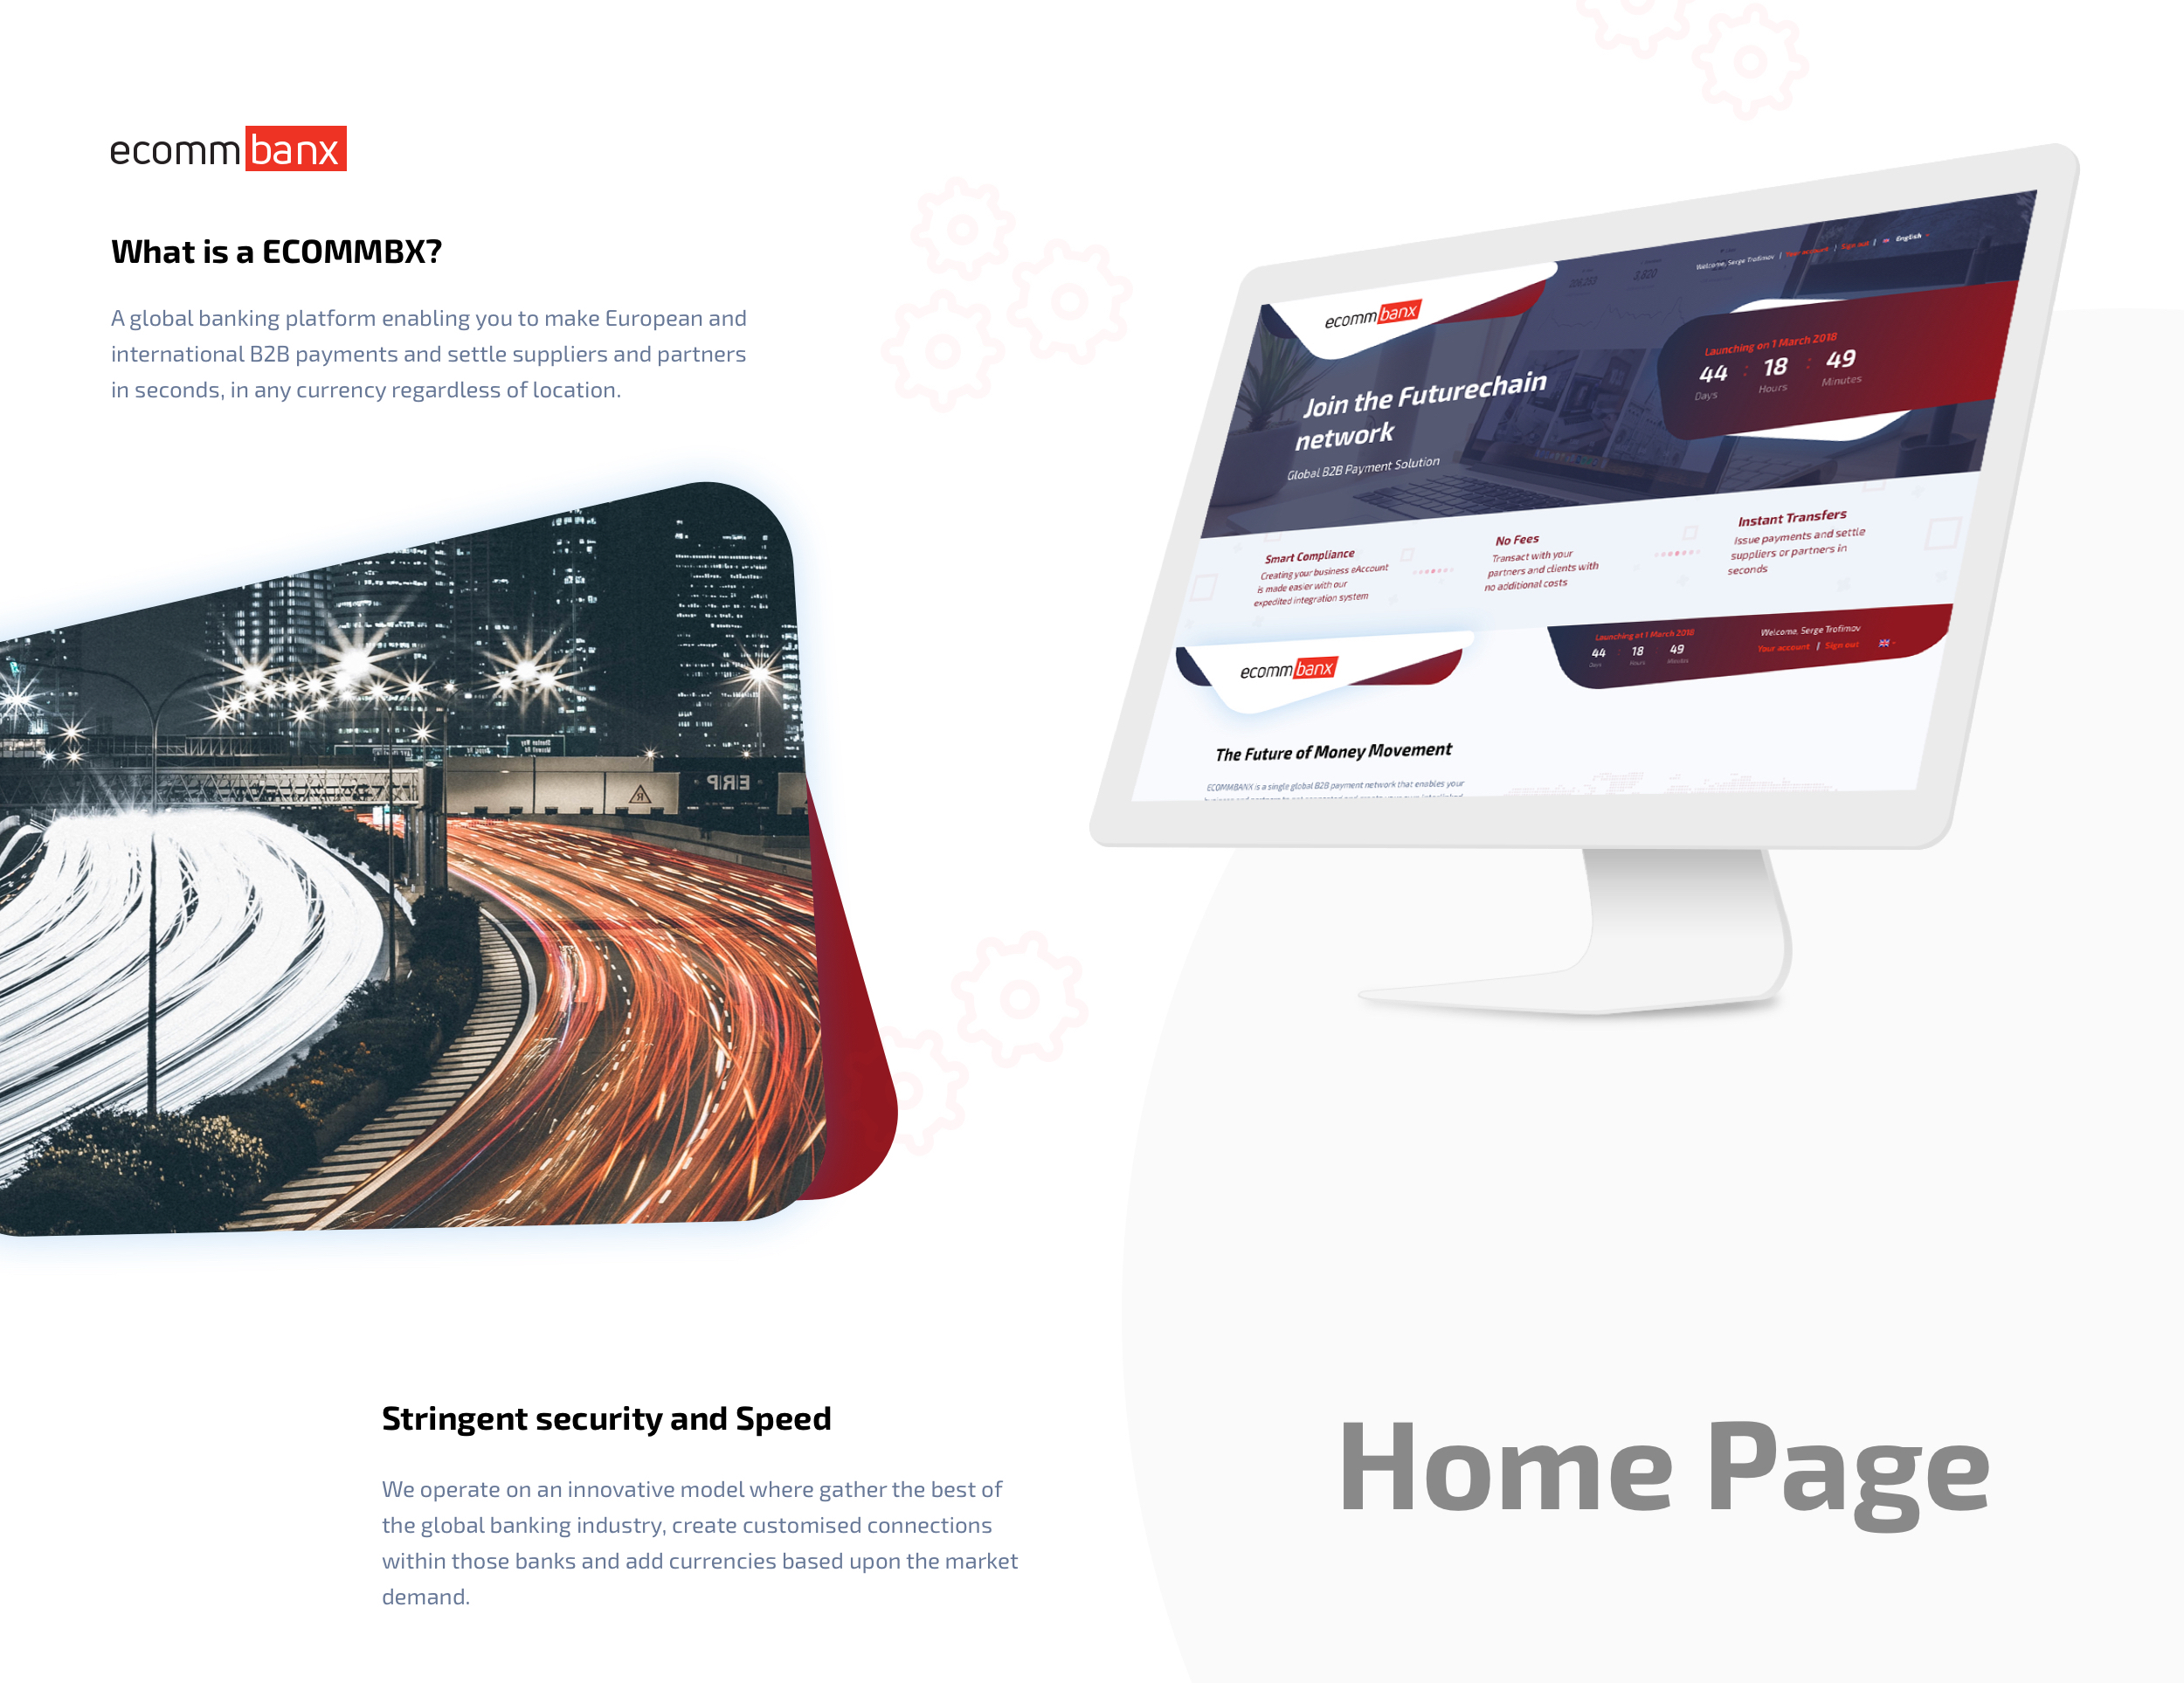 ecommbanx
What is a ECOMMBX?
A global banking platform enabling you to make European and
international B2B payments and settle suppliers and partners
in seconds, in any currency regardless of location.
ERP
Stringent security and Speed
We operate on an innovative model where gather the best of
the global banking industry, create customised connections
within those banks and add currencies based upon the market
demand.
Welcome, Serge Trofimov | Your account | Sign out | English
ecommbanx
Launching on 1 March 2018
44 : 18 : 49
Days Hours Minutes
Join the Futurechain
network
Global B2B Payment Solution
Smart Compliance
Creating your business eAccount
is made easier with our
expedited integration system
No Fees
Transact with your
partners and clients with
no additional costs
Instant Transfers
Issue payments and settle
suppliers or partners in
seconds
ecommbanx
Launching at 1 March 2018
44 : 18 : 49
Days Hours Minutes
Welcome, Serge Trofimov
Your account | Sign out
The Future of Money Movement
ECOMMBANX is a single global B2B payment network that enables your
Home Page